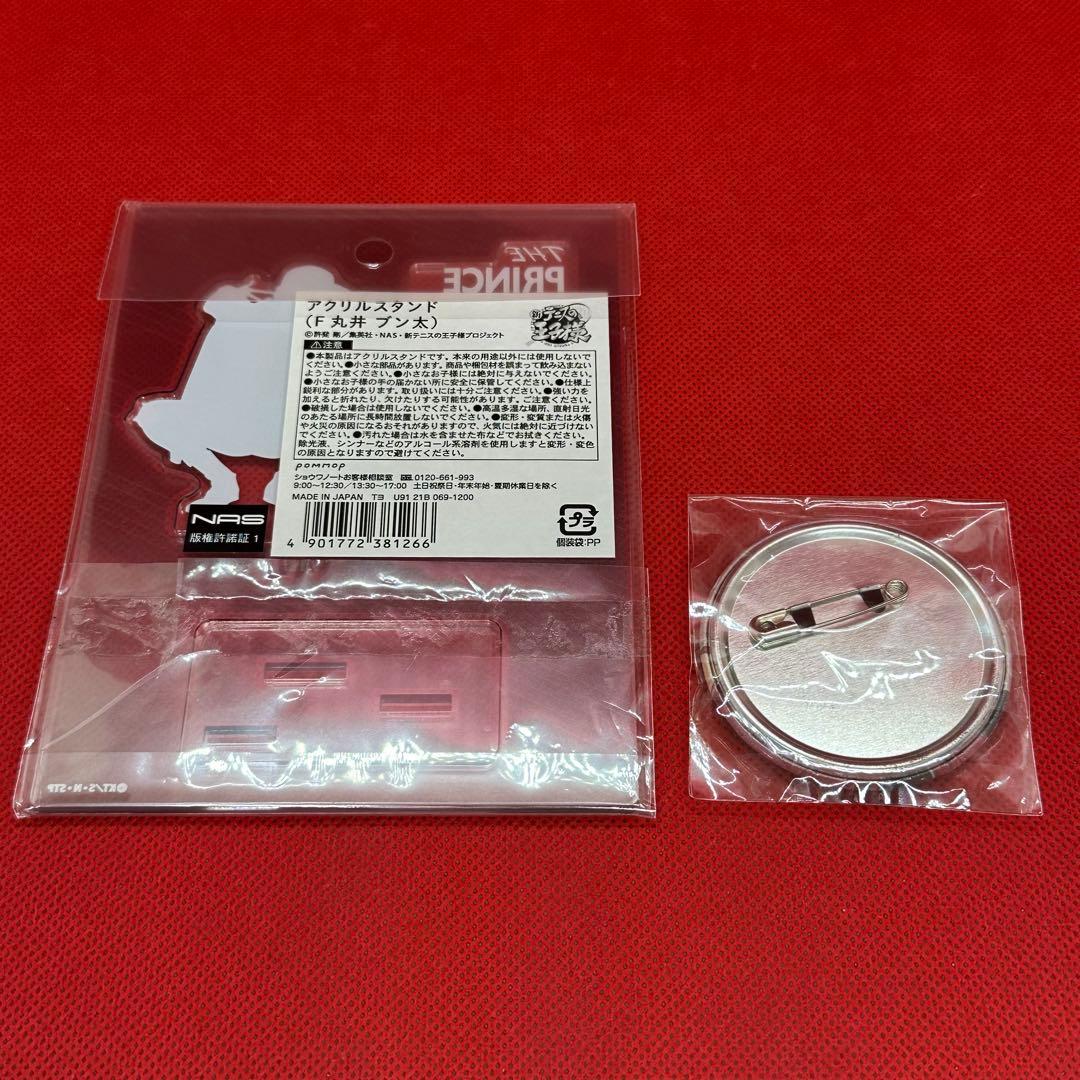 THE
PRINCE
アクリルスタンド
(F 丸井 ブン太)
©許斐 剛／集英社・NAS・新テニスの王子様プロジェクト
新テニスの
王子様
⚠注意
●本製品はアクリルスタンドです。本来の用途以外には使用しないで
ください。●小さな部品があります。商品や梱包材を誤まって飲み込まない
ようご注意ください。●小さなお子様には絶対に与えないでください。
●小さなお子様の手の届かない所に安全に保管してください。●仕様上
鋭利な部分があります。取り扱いには十分ご注意ください。●強い力を
加えると折れたり、欠けたりする可能性があります。ご注意ください。
●破損した場合は使用しないでください。●高温多湿な場所、直射日光
のあたる場所に長時間放置しないでください。●変形・変質または火傷
や火災の原因になるおそれがありますので、火気には絶対に近づけない
でください。●汚れた場合は水を含ませた布などでお拭きください。
除光液、シンナーなどのアルコール系溶剤を使用しますと変形・変色
の原因となりますので避けてください。
pommop
ショウワノートお客様相談室 0120-661-993
9:00~12:30/13:30~17:00 土日祝祭日・年末年始・夏期休業日を除く
MADE IN JAPAN T3 U91 21B 069-1200
4 901772 381266
プラ
個装袋:PP
NAS
版権許諾証 1
©KT/S・N・STP